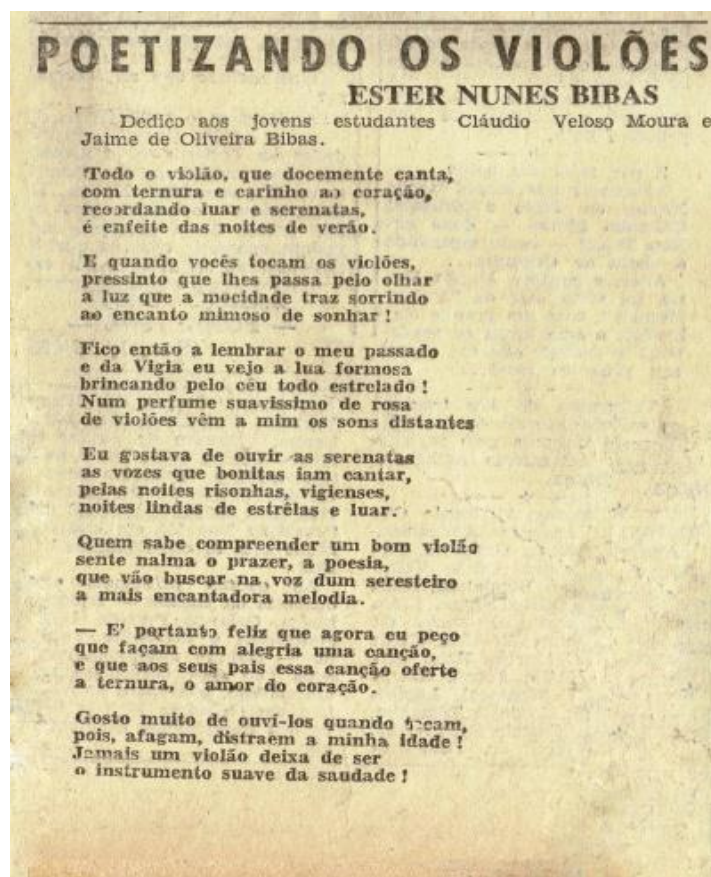 POETIZANDO OS VIOLÕES
ESTER NUNES BIBAS
Dedico aos jovens estudantes Cláudio Veloso Moura e
Jaime de Oliveira Bibas.
Todo o violão, que docemente canta,
com ternura e carinho ao coração,
recordando luar e serenatas,
é enfeite das noites de verão.
E quando vocês tocam os violões,
pressinto que lhes passa pelo olhar
a luz que a mocidade traz sorrindo
ao encanto mimoso de sonhar !
Fico então a lembrar o meu passado
e da Vigia eu vejo a lua formosa
brincando pelo céu todo estrelado !
Num perfume suavissimo de rosa
de violões vêm a mim os sons distantes
Eu gostava de ouvir as serenatas
as vozes que bonitas iam cantar,
pelas noites risonhas, vigienses,
noites lindas de estrêlas e luar.
Quem sabe compreender um bom violão
sente nalma o prazer, a poesia,
que vão buscar na voz dum seresteiro
a mais encantadora melodia.
— E' portanto feliz que agora eu peço
que façam com alegria uma canção,
e que aos seus pais essa canção oferte
a ternura, o amor do coração.
Gosto muito de ouví-los quando tocam,
pois, afagam, distraem a minha idade !
Jamais um violão deixa de ser
o instrumento suave da saudade !